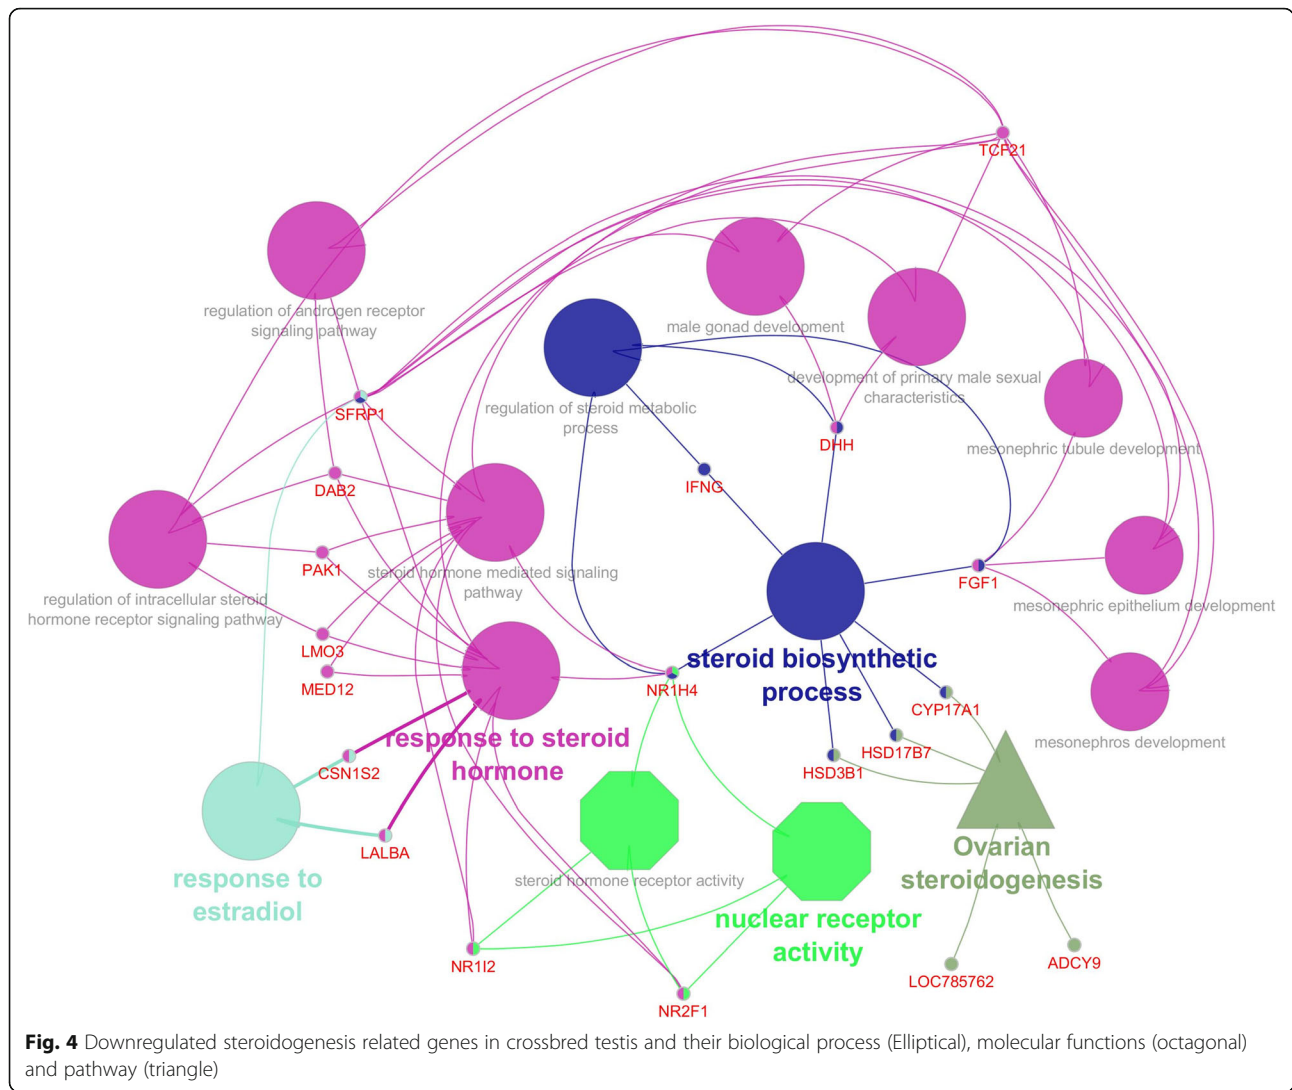 TCF21
regulation of androgen receptor
signaling pathway
male gonad development
development of primary male sexual
characteristics
SFRP1
regulation of steroid metabolic
process
DHH
mesonephric tubule development
IFNG
DAB2
PAK1
steroid hormone mediated signaling
pathway
FGF1
regulation of intracellular steroid
hormone receptor signaling pathway
mesonephric epithelium development
LMO3
MED12
NR1H4
steroid biosynthetic
process
CYP17A1
response to steroid
hormone
HSD17B7
mesonephros development
HSD3B1
CSN1S2
LALBA
response to
estradiol
steroid hormone receptor activity
Ovarian
steroidogenesis
nuclear receptor
activity
NR1I2
NR2F1
LOC785762
ADCY9
Fig. 4 Downregulated steroidogenesis related genes in crossbred testis and their biological process (Elliptical), molecular functions (octagonal)
and pathway (triangle)